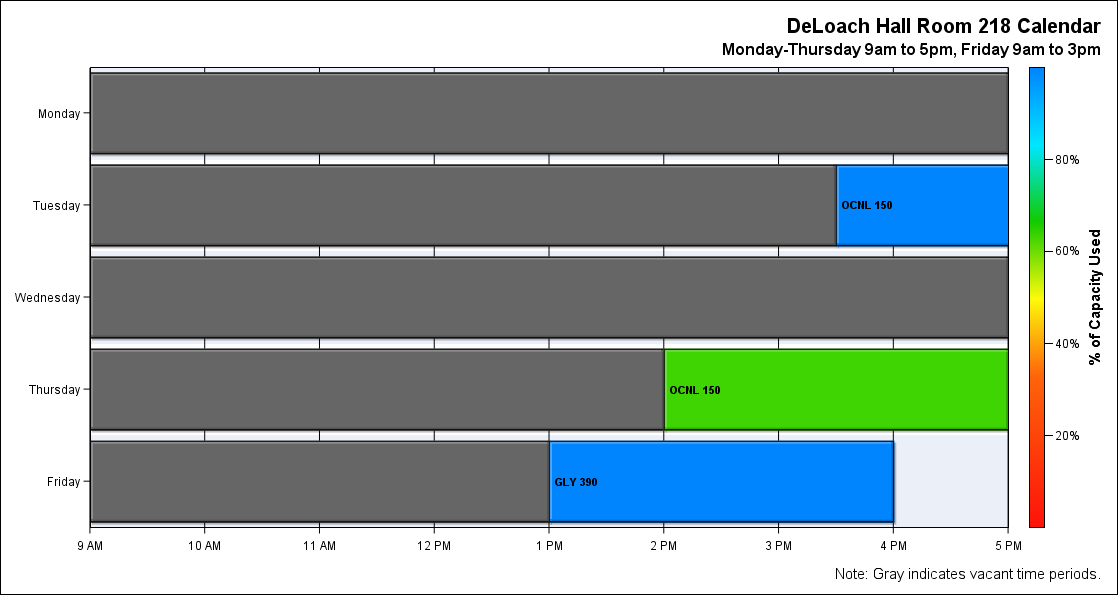 DeLoach Hall Room 218 Calendar
Monday-Thursday 9am to 5pm, Friday 9am to 3pm
Monday
Tuesday
OCNL 150
Wednesday
Thursday
OCNL 150
Friday
GLY 390
9 AM 10 AM 11 AM 12 PM 1 PM 2 PM 3 PM 4 PM 5 PM
80%
60%
40%
20%
% of Capacity Used
Note: Gray indicates vacant time periods.